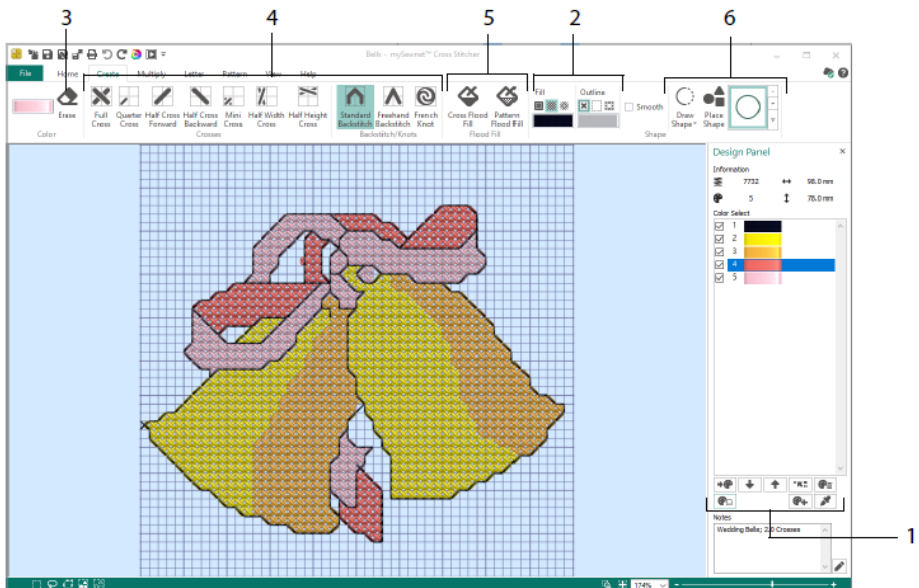 3 4 5 2 6
Bells - mySewnet™ Cross Stitcher
File Home Create Multiply Letter Pattern View Help
Fill Outline
Smooth
Erase
Full Cross
Quarter Cross
Half Cross Forward
Half Cross Backward
Mini Cross
Half Width Cross
Half Height Cross
Standard Backstitch
Freehand Backstitch
French Knot
Cross Flood Fill
Pattern Flood Fill
Draw Shape
Place Shape
Color Crosses Backstitch/Knots Flood Fill Shape
Design Panel
Information
7732 98.0 mm
5 78.0 mm
Color Select
1
2
3
4
5
Notes
Wedding Bells; 2.0 Crosses
1
174%